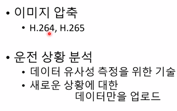 • 이미지 압축
• H.264, H.265
• 운전 상황 분석
• 데이터 유사성 측정을 위한 기술
• 새로운 상황에 대한
데이터만을 업로드